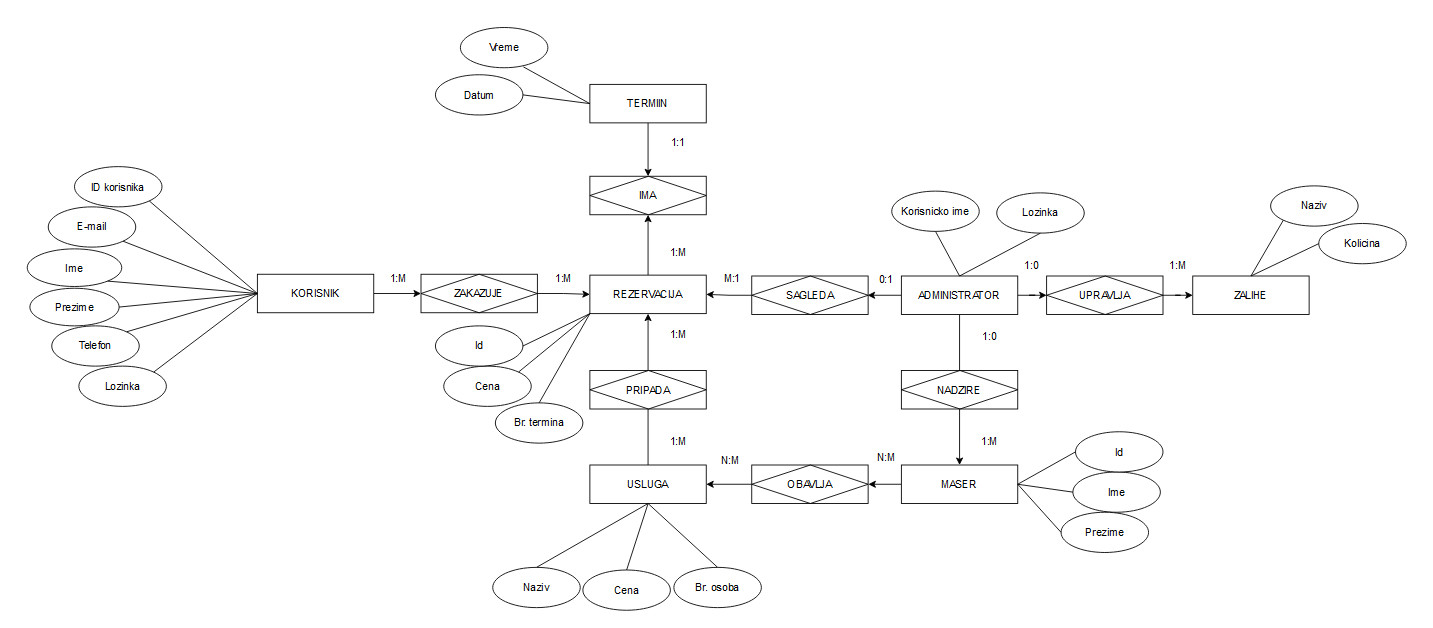 Vreme
Datum
TERMIIN
1:1
IMA
1:M
ID korisnika
E-mail
Ime
Prezime
Telefon
Lozinka
KORISNIK
1:M
ZAKAZUJE
1:M
REZERVACIJA
M:1
SAGLEDA
0:1
ADMINISTRATOR
Korisnicko ime
Lozinka
1:0
UPRAVLJA
1:M
ZALIHE
Naziv
Kolicina
Id
Cena
Br. termina
1:M
PRIPADA
1:M
1:0
NADZIRE
1:M
USLUGA
N:M
OBAVLJA
N:M
MASER
Id
Ime
Prezime
Naziv
Cena
Br. osoba